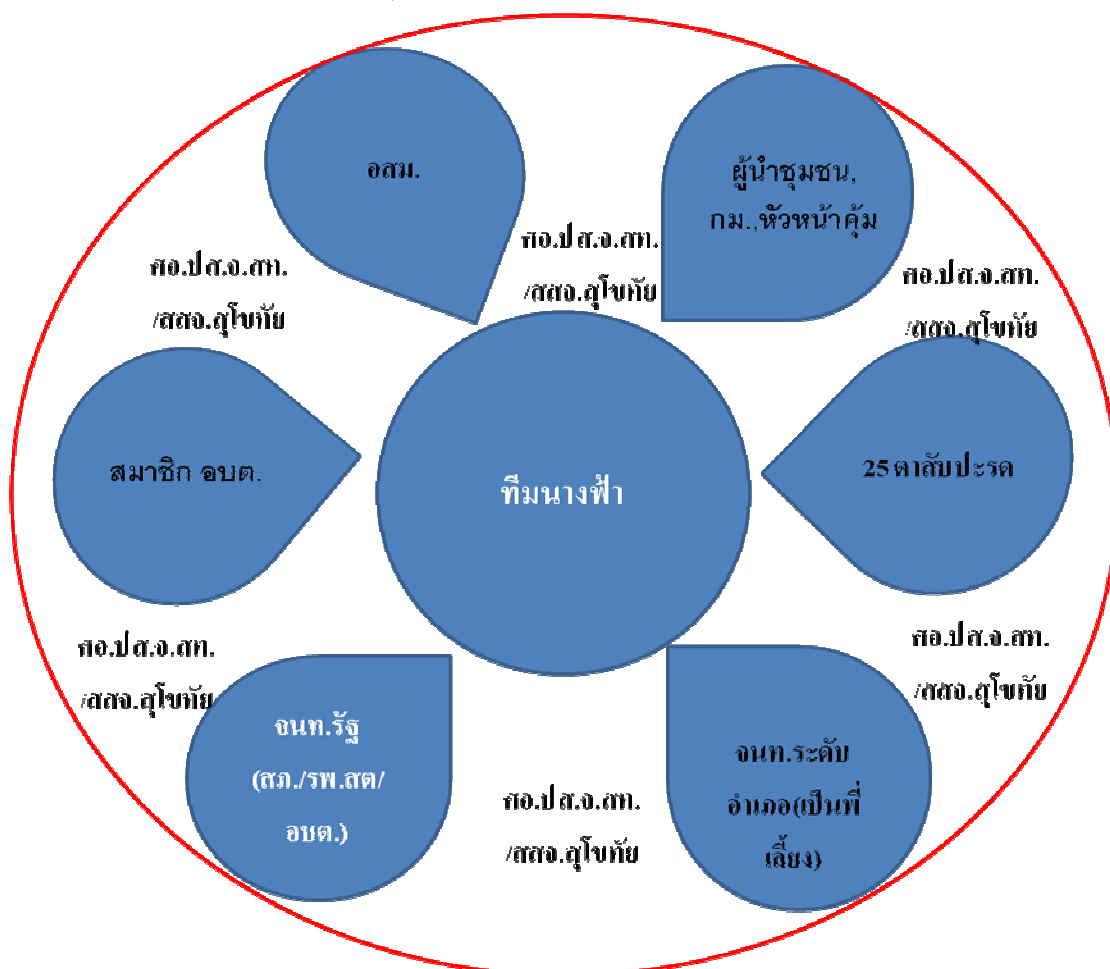 อสม.
ผู้นำชุมชน,
กม.,หัวหน้าคุ้ม
ศอ.ปส.จ.สท.
/สสจ.สุโขทัย
ศอ.ปส.จ.สท.
/สสจ.สุโขทัย
ศอ.ปส.จ.สท.
/สสจ.สุโขทัย
สมาชิก อบต.
ทีมนางฟ้า
25 ตาสับปะรด
ศอ.ปส.จ.สท.
/สสจ.สุโขทัย
ศอ.ปส.จ.สท.
/สสจ.สุโขทัย
จนท.รัฐ
(สภ./รพ.สต/
อบต.)
ศอ.ปส.จ.สท.
/สสจ.สุโขทัย
จนท.ระดับ
อำเภอ(เป็นพี่
เลี้ยง)